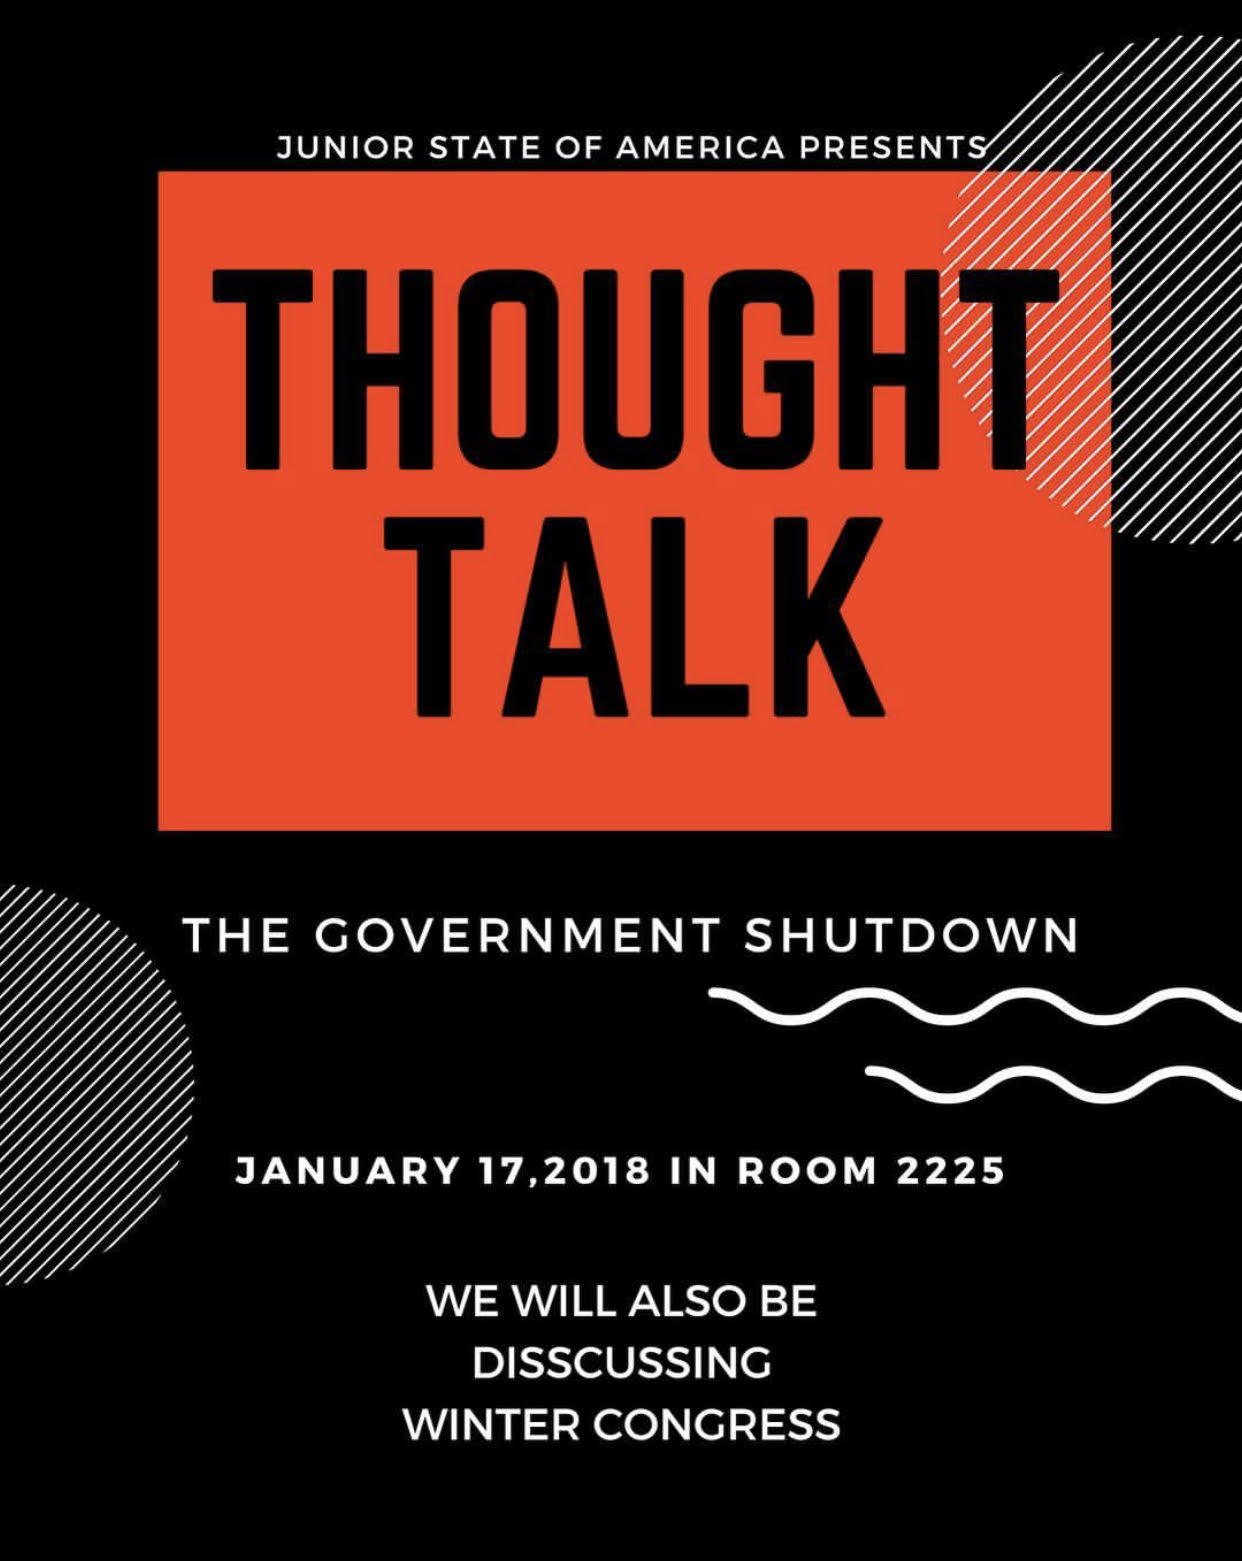 JUNIOR STATE OF AMERICA PRESENTS
THOUGHT
TALK
THE GOVERNMENT SHUTDOWN
JANUARY 17,2018 IN ROOM 2225
WE WILL ALSO BE
DISSCUSSING
WINTER CONGRESS